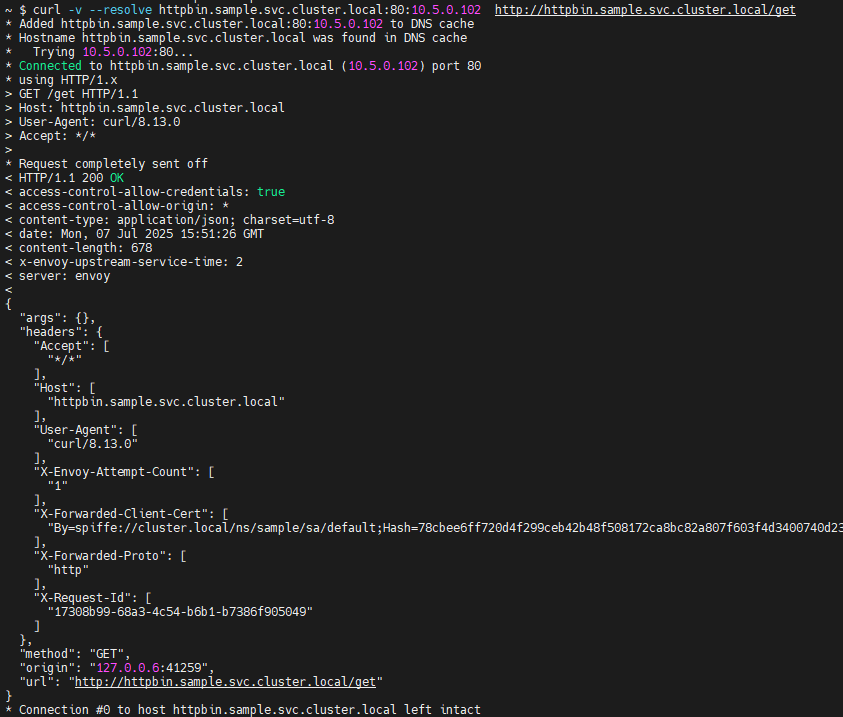 ~ $ curl -v --resolve httpbin.sample.svc.cluster.local:80:10.5.0.102  http://httpbin.sample.svc.cluster.local/get
* Added httpbin.sample.svc.cluster.local:80:10.5.0.102 to DNS cache
* Hostname httpbin.sample.svc.cluster.local was found in DNS cache
*   Trying 10.5.0.102:80...
* Connected to httpbin.sample.svc.cluster.local (10.5.0.102) port 80
* using HTTP/1.x
> GET /get HTTP/1.1
> Host: httpbin.sample.svc.cluster.local
> User-Agent: curl/8.13.0
> Accept: */*
>
* Request completely sent off
< HTTP/1.1 200 OK
< access-control-allow-credentials: true
< access-control-allow-origin: *
< content-type: application/json; charset=utf-8
< date: Mon, 07 Jul 2025 15:51:26 GMT
< content-length: 678
< x-envoy-upstream-service-time: 2
< server: envoy
<
{
  "args": {},
  "headers": {
    "Accept": [
      "*/*"
    ],
    "Host": [
      "httpbin.sample.svc.cluster.local"
    ],
    "User-Agent": [
      "curl/8.13.0"
    ],
    "X-Envoy-Attempt-Count": [
      "1"
    ],
    "X-Forwarded-Client-Cert": [
      "By=spiffe://cluster.local/ns/sample/sa/default;Hash=78cbee6ff720d4f299ceb42b48f508172ca8bc82a807f603f4d3400740d23
    ],
    "X-Forwarded-Proto": [
      "http"
    ],
    "X-Request-Id": [
      "17308b99-68a3-4c54-b6b1-b7386f905049"
    ]
  },
  "method": "GET",
  "origin": "127.0.0.6:41259",
  "url": "http://httpbin.sample.svc.cluster.local/get"
}
* Connection #0 to host httpbin.sample.svc.cluster.local left intact